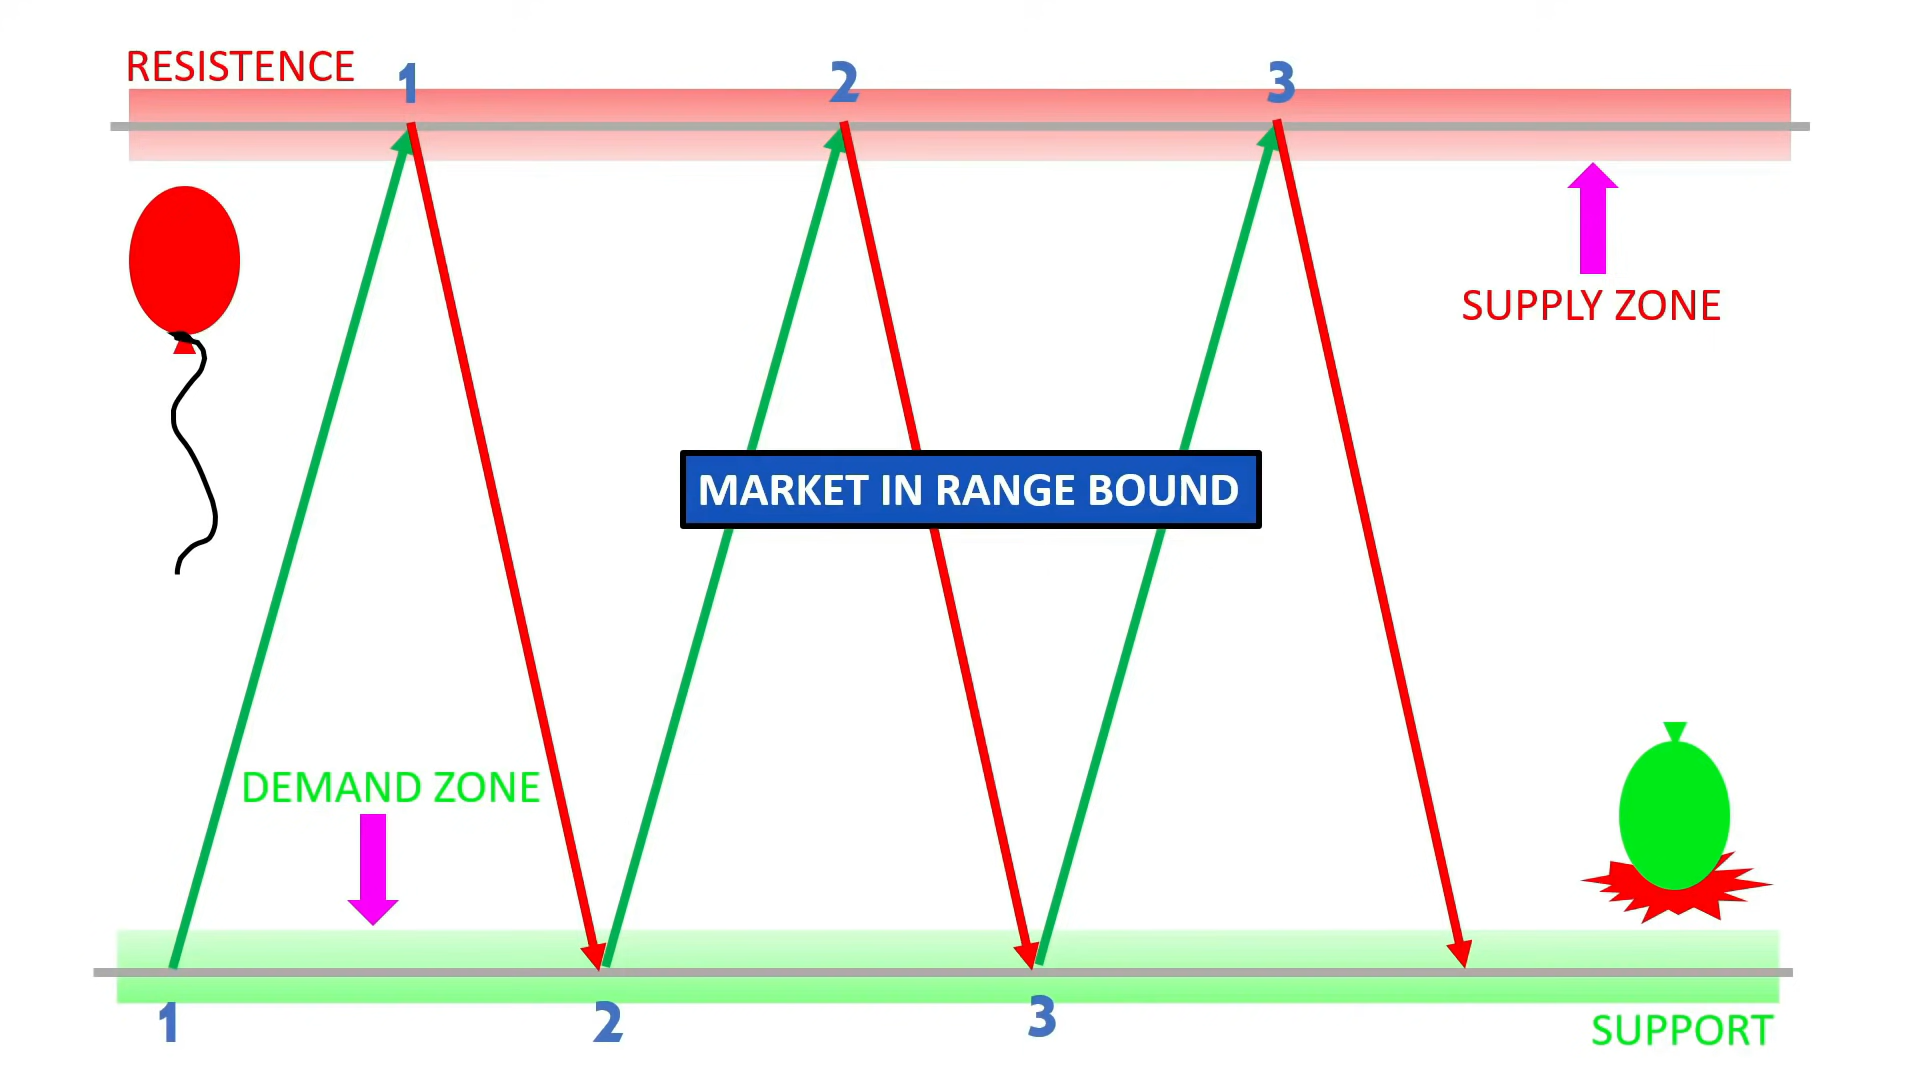 RESISTENCE
1
2
3
SUPPLY ZONE
MARKET IN RANGE BOUND
DEMAND ZONE
1
2
3
SUPPORT